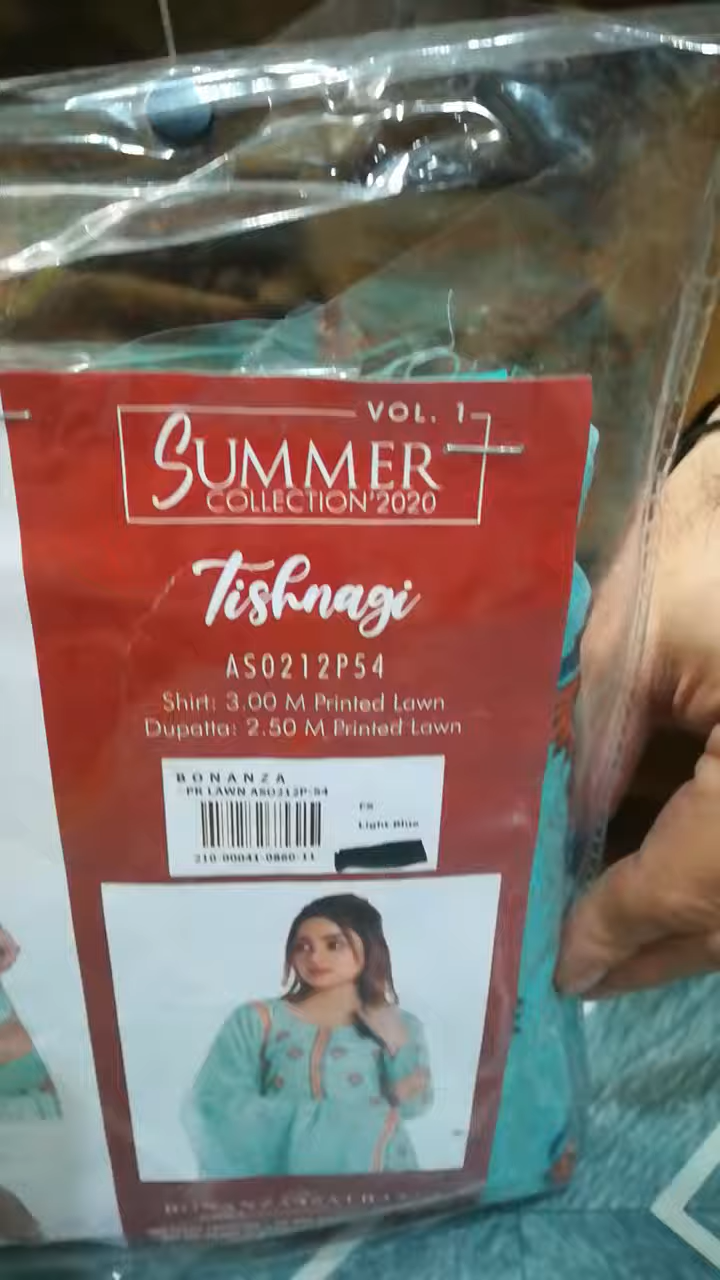 VOL. 1
SUMMER
COLLECTION'2020
Tishnagi
AS0212P54
Shirt: 3.00 M Printed Lawn
Dupatta: 2.50 M Printed Lawn
BONANZA
PR LAWN AS0212P-54
PS
Light Blue
210-00041-0860-11